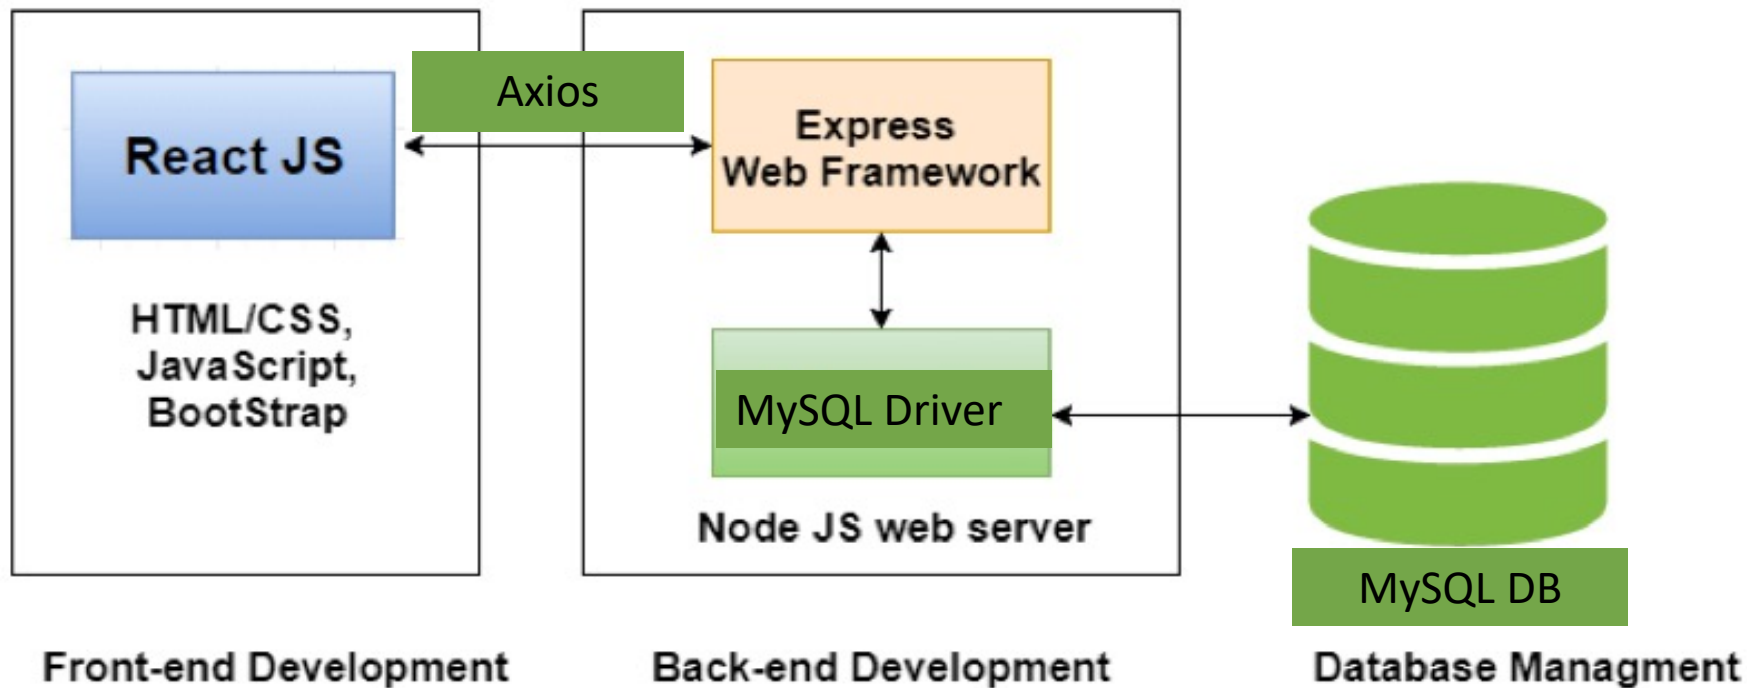 Axios
React JS
Express
Web Framework
HTML/CSS,
JavaScript,
BootStrap
MySQL Driver
Node JS web server
MySQL DB
Front-end Development
Back-end Development
Database Managment